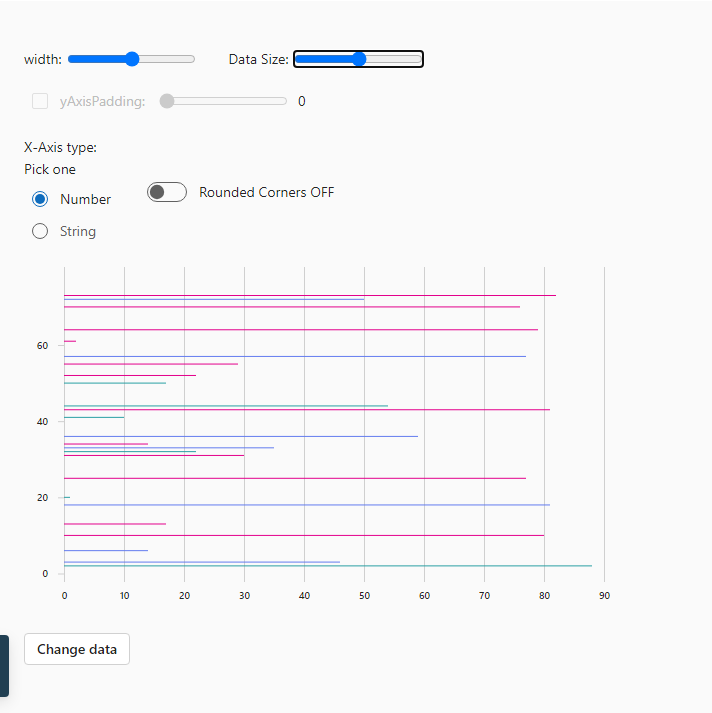 width: Data Size:
yAxisPadding: 0
X-Axis type:
Pick one
Number Rounded Corners OFF
String
60
40
20
0
0 10 20 30 40 50 60 70 80 90
Change data